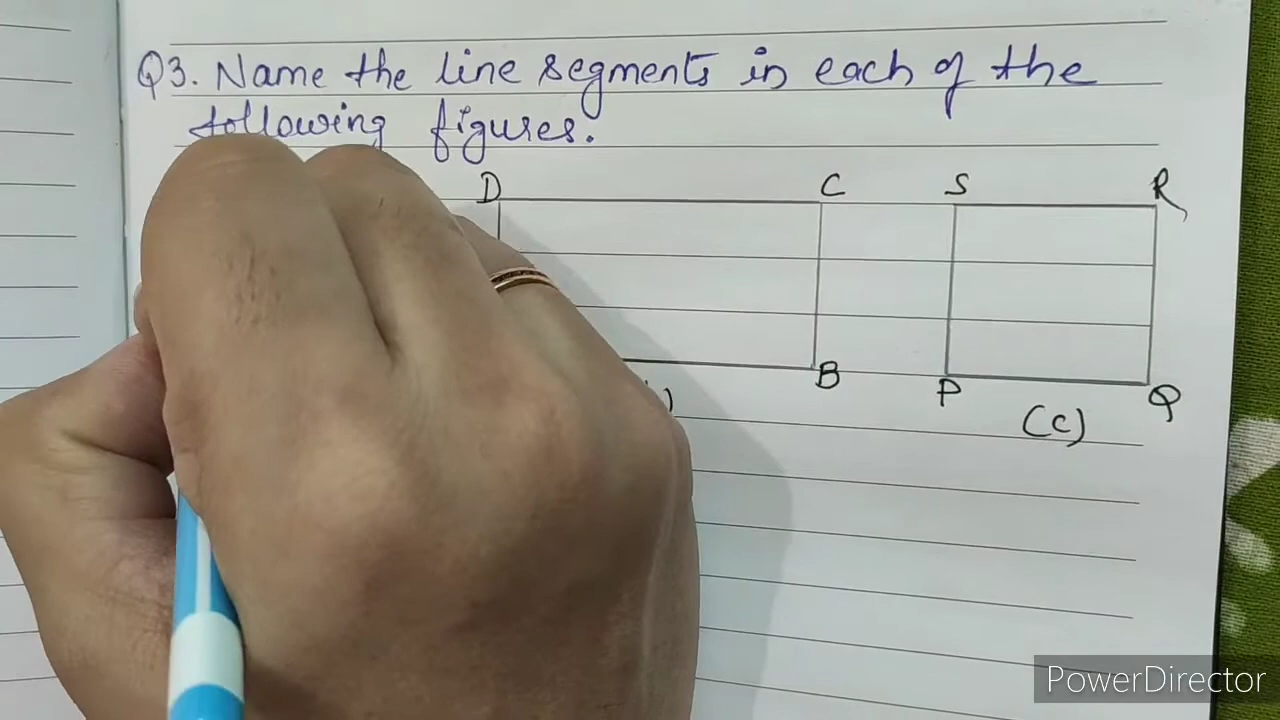 Q3. Name the line segments in each of the
following figures.
D C S R
B P Q
(c)
PowerDirector